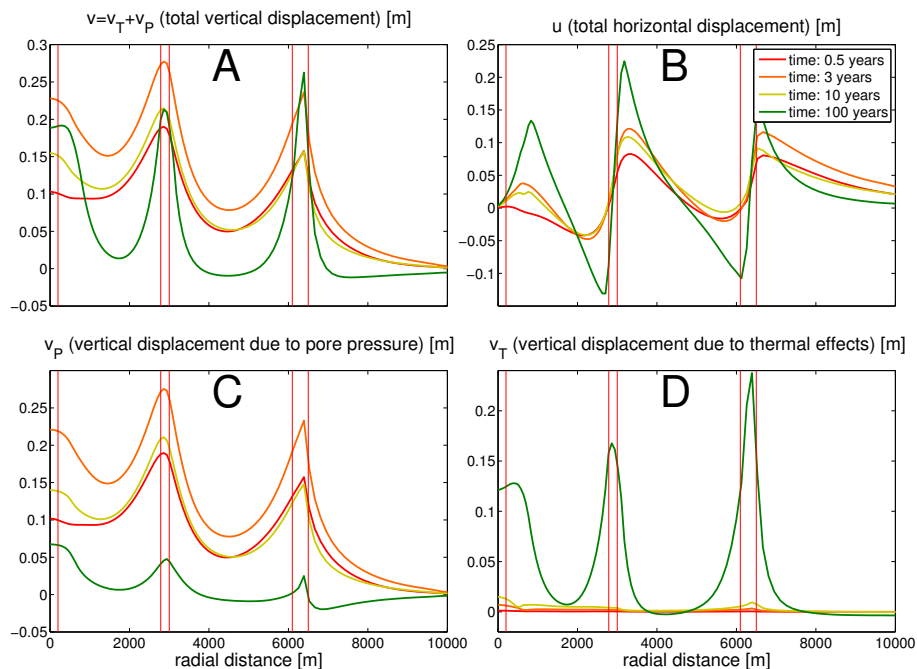 v=v_T+v_P (total vertical displacement) [m]
0.3
0.25
0.2
0.15
0.1
0.05
0
−0.05
0 2000 4000 6000 8000 10000
A
u (total horizontal displacement) [m]
0.25
0.2
0.15
0.1
0.05
0
−0.05
−0.1
0 2000 4000 6000 8000 10000
B
time: 0.5 years
time: 3 years
time: 10 years
time: 100 years
v_P (vertical displacement due to pore pressure) [m]
0.25
0.2
0.15
0.1
0.05
0
−0.05
0 2000 4000 6000 8000 10000
radial distance [m]
C
v_T (vertical displacement due to thermal effects) [m]
0.2
0.15
0.1
0.05
0
0 2000 4000 6000 8000 10000
radial distance [m]
D